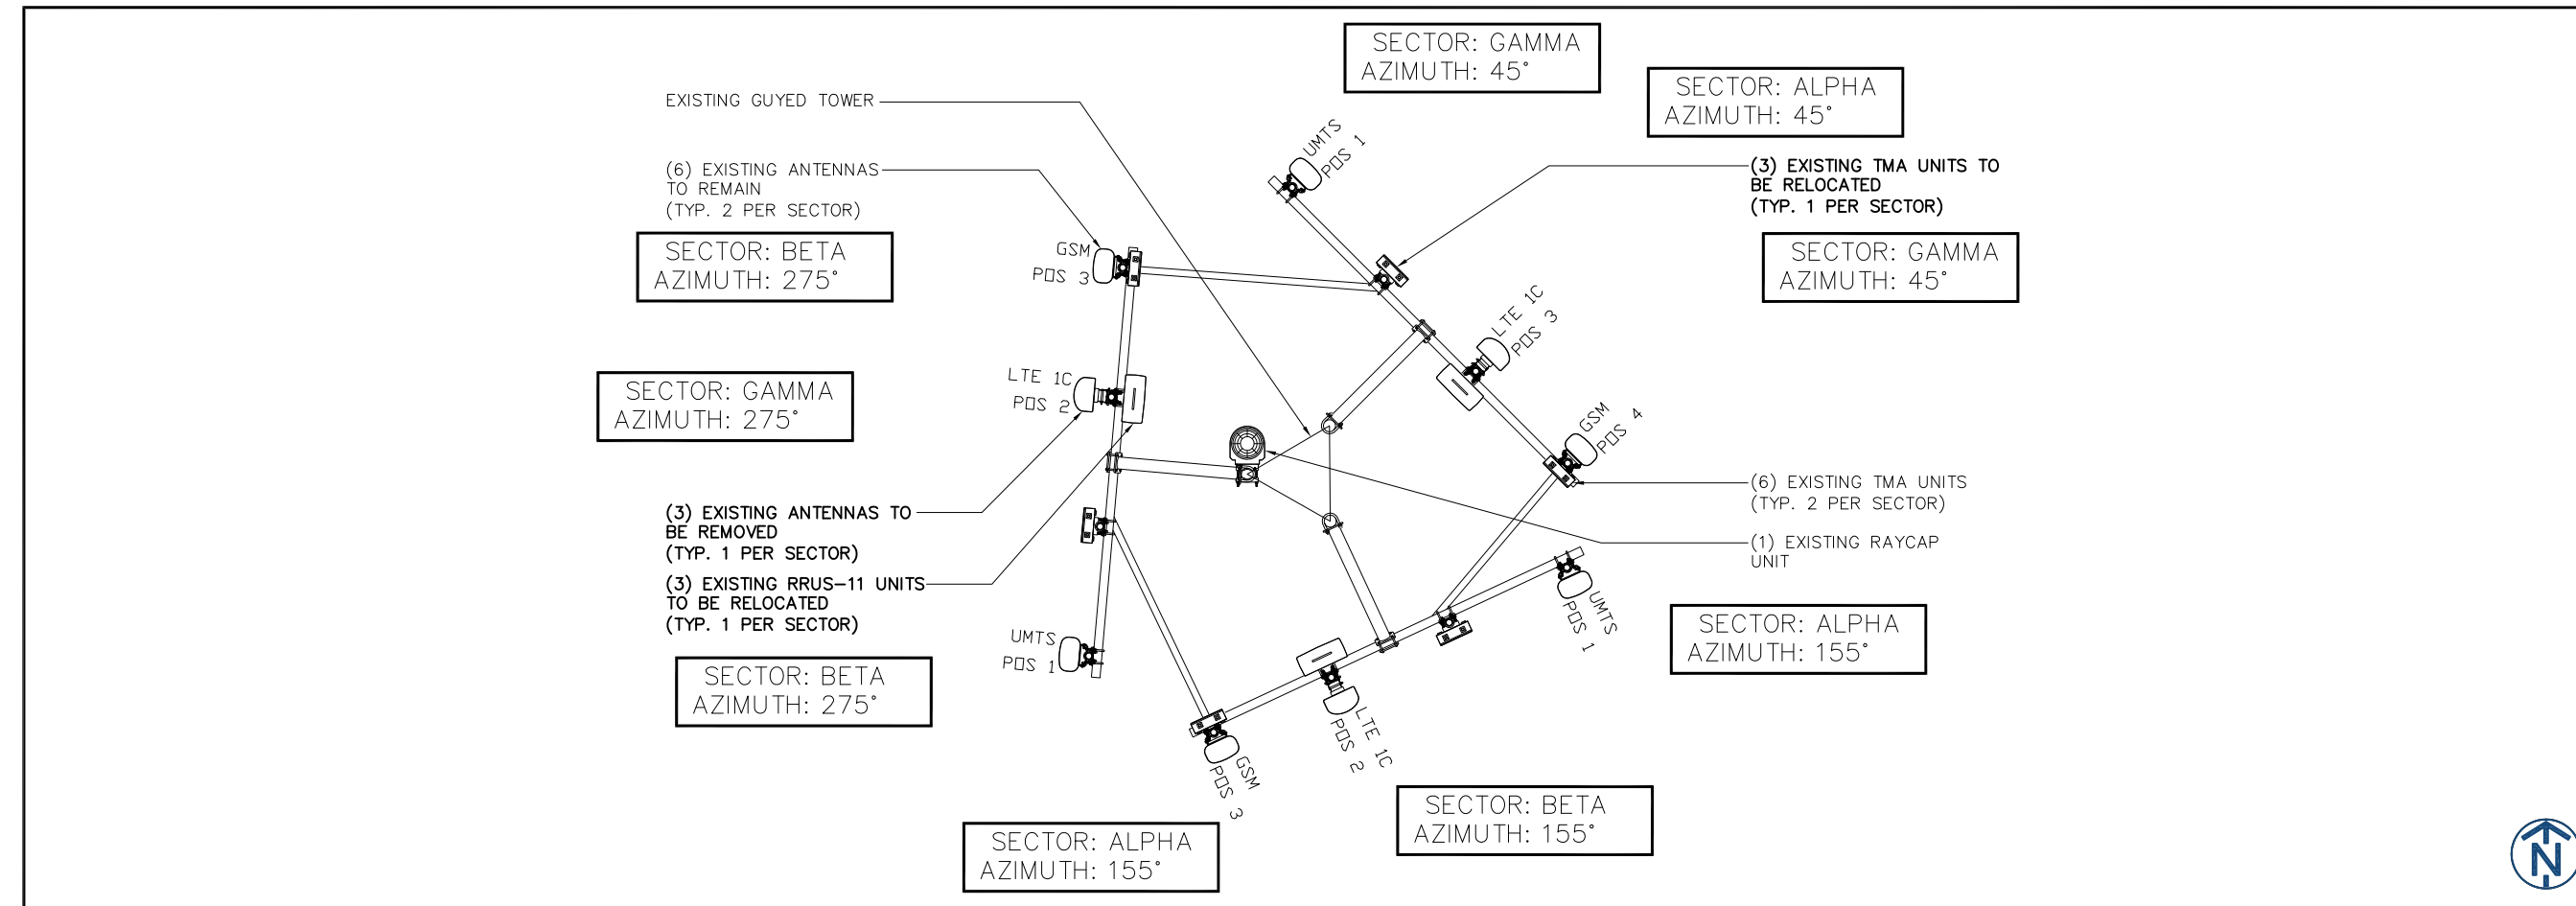 SECTOR: GAMMA
AZIMUTH: 45°
SECTOR: ALPHA
AZIMUTH: 45°
EXISTING GUYED TOWER
(6) EXISTING ANTENNAS
TO REMAIN
(TYP. 2 PER SECTOR)
UMTS
POS 1
(3) EXISTING TMA UNITS TO
BE RELOCATED
(TYP. 1 PER SECTOR)
SECTOR: BETA
AZIMUTH: 275°
GSM
POS 3
SECTOR: GAMMA
AZIMUTH: 45°
LTE 1C
POS 3
SECTOR: GAMMA
AZIMUTH: 275°
LTE 1C
POS 2
GSM
POS 4
(6) EXISTING TMA UNITS
(TYP. 2 PER SECTOR)
(3) EXISTING ANTENNAS TO
BE REMOVED
(TYP. 1 PER SECTOR)
(1) EXISTING RAYCAP
UNIT
(3) EXISTING RRUS-11 UNITS
TO BE RELOCATED
(TYP. 1 PER SECTOR)
UMTS
POS 1
UMTS
POS 1
SECTOR: ALPHA
AZIMUTH: 155°
SECTOR: BETA
AZIMUTH: 275°
LTE 1C
POS 2
GSM
POS 3
SECTOR: BETA
AZIMUTH: 155°
SECTOR: ALPHA
AZIMUTH: 155°
N